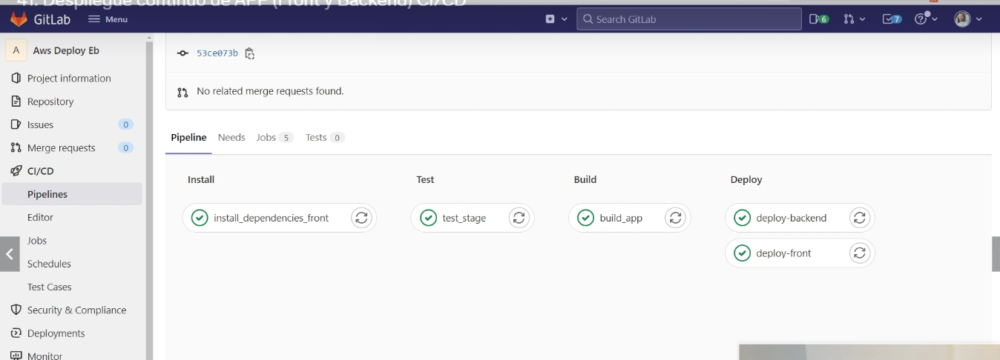 41. Despliegue continuo de APP (Front y Backend) CI/CD
GitLab
Menu
Search GitLab
6
7
A
Aws Deploy Eb
Project information
Repository
Issues
0
Merge requests
0
CI/CD
Pipelines
Editor
Jobs
Schedules
Test Cases
Security & Compliance
Deployments
Monitor
53ce073b
No related merge requests found.
Pipeline
Needs
Jobs 5
Tests 0
Install
Test
Build
Deploy
install_dependencies_front
test_stage
build_app
deploy-backend
deploy-front